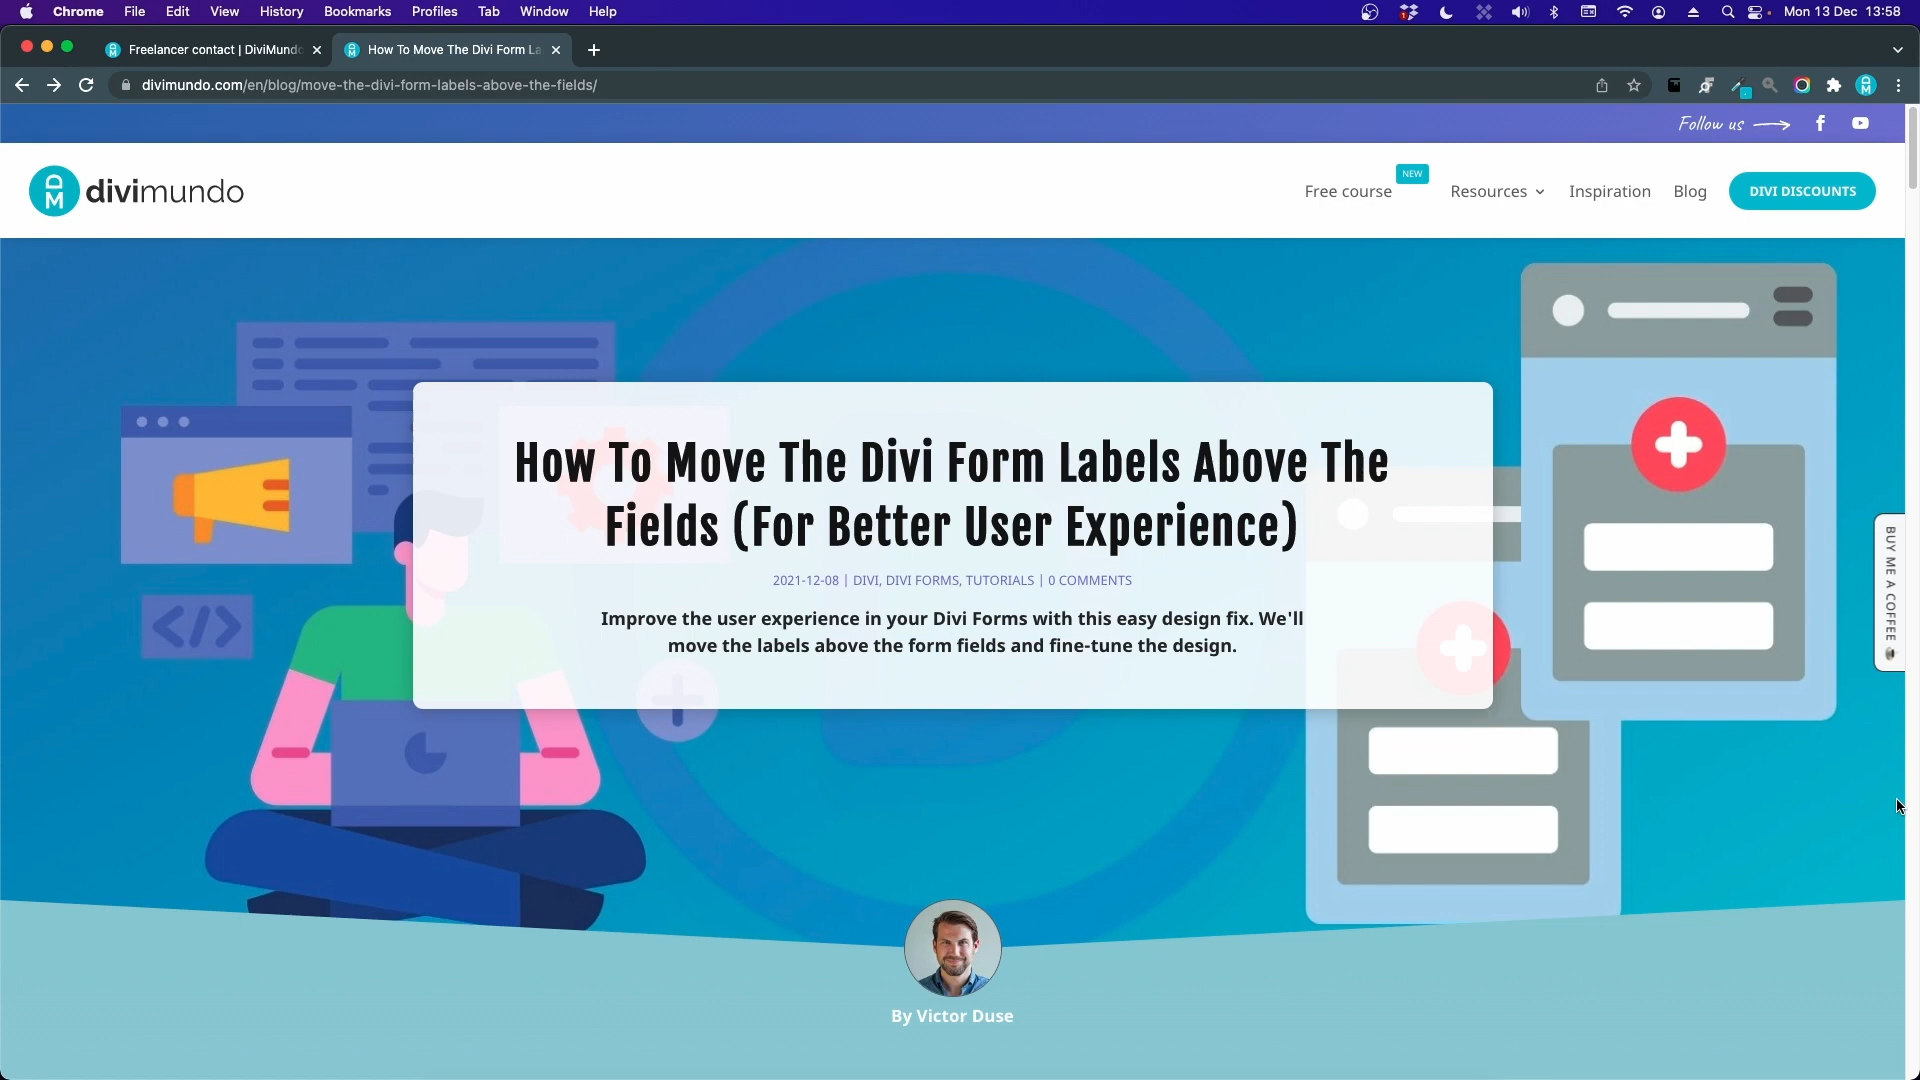 Chrome File Edit View History Bookmarks Profiles Tab Window Help
Mon 13 Dec 13:58
Freelancer contact | DiviMundo
How To Move The Divi Form La
divimundo.com/en/blog/move-the-divi-form-labels-above-the-fields/
Follow us
DM divimundo
Free course NEW Resources Inspiration Blog DIVI DISCOUNTS
How To Move The Divi Form Labels Above The
Fields (For Better User Experience)
2021-12-08 | DIVI, DIVI FORMS, TUTORIALS | 0 COMMENTS
Improve the user experience in your Divi Forms with this easy design fix. We'll
move the labels above the form fields and fine-tune the design.
</>
BUY ME A COFFEE
By Victor Duse